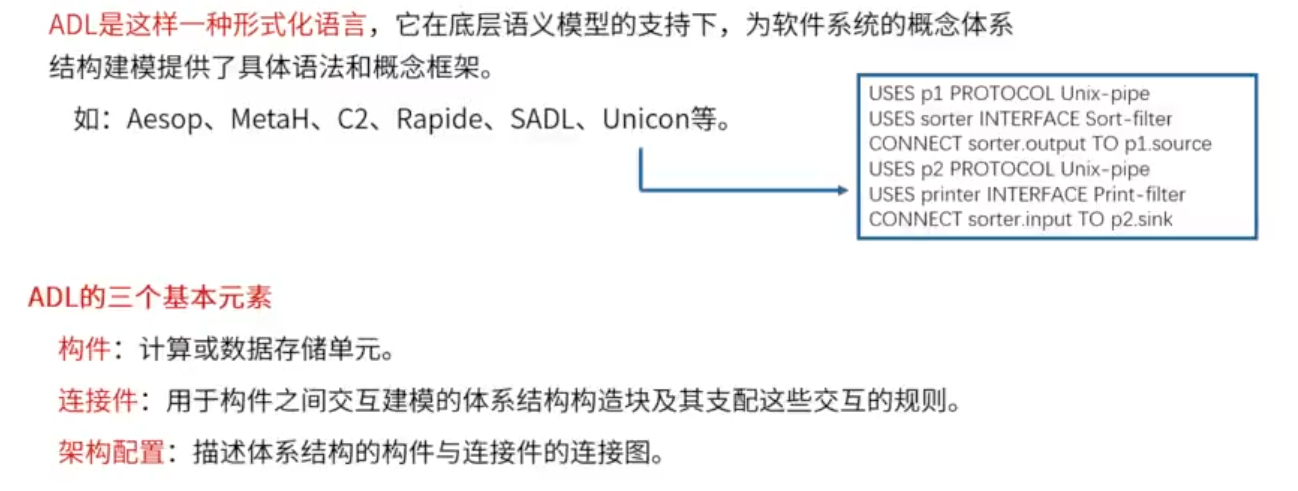 ADL是这样一种形式化语言，它在底层语义模型的支持下，为软件系统的概念体系
结构建模提供了具体语法和概念框架。
如：Aesop、MetaH、C2、Rapide、SADL、Unicon等。
USES p1 PROTOCOL Unix-pipe
USES sorter INTERFACE Sort-filter
CONNECT sorter.output TO p1.source
USES p2 PROTOCOL Unix-pipe
USES printer INTERFACE Print-filter
CONNECT sorter.input TO p2.sink
ADL的三个基本元素
构件：计算或数据存储单元。
连接件：用于构件之间交互建模的体系结构构造块及其支配这些交互的规则。
架构配置：描述体系结构的构件与连接件的连接图。